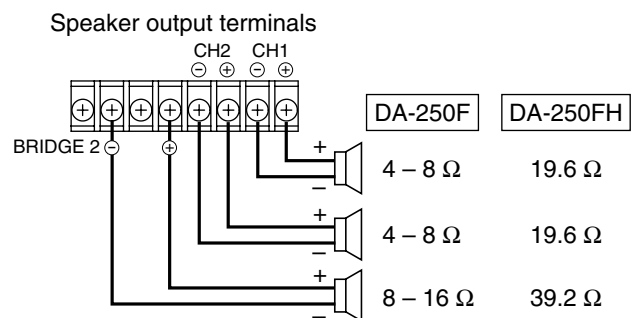 Speaker output terminals
CH2 CH1
⊖ ⊕ ⊖ ⊕
DA-250F DA-250FH
BRIDGE 2 ⊖ ⊕
+
4 – 8 Ω 19.6 Ω
–
+
4 – 8 Ω 19.6 Ω
–
+
8 – 16 Ω 39.2 Ω
–